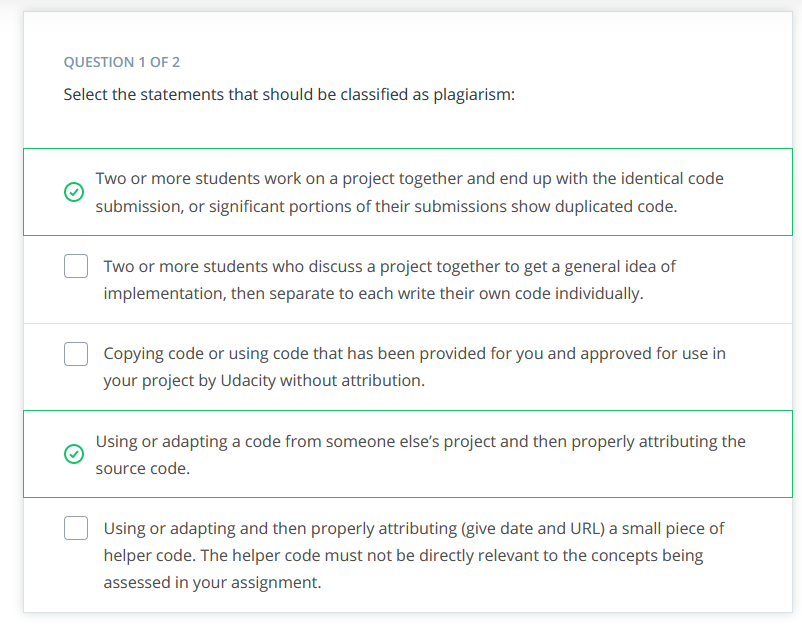 QUESTION 1 OF 2
Select the statements that should be classified as plagiarism:
Two or more students work on a project together and end up with the identical code
submission, or significant portions of their submissions show duplicated code.
Two or more students who discuss a project together to get a general idea of
implementation, then separate to each write their own code individually.
Copying code or using code that has been provided for you and approved for use in
your project by Udacity without attribution.
Using or adapting a code from someone else’s project and then properly attributing the
source code.
Using or adapting and then properly attributing (give date and URL) a small piece of
helper code. The helper code must not be directly relevant to the concepts being
assessed in your assignment.